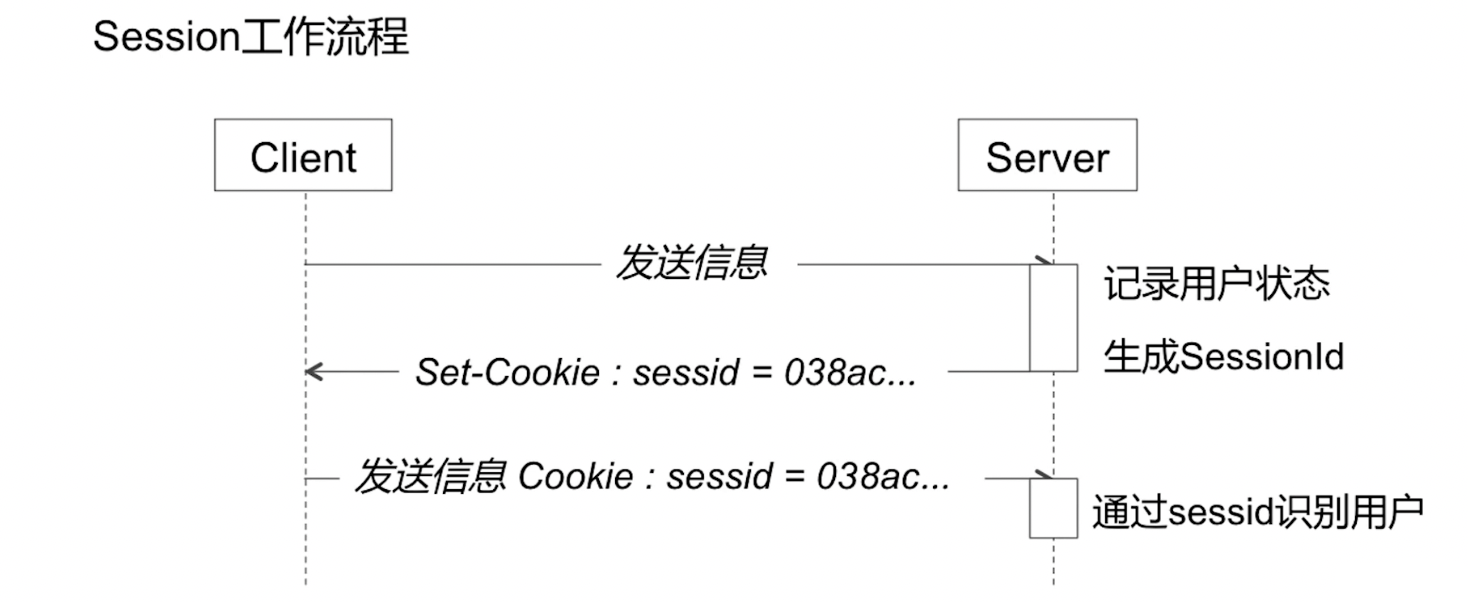 Session工作流程
Client
Server
发送信息
记录用户状态
生成SessionId
Set-Cookie : sessid = 038ac...
发送信息 Cookie : sessid = 038ac...
通过sessid识别用户